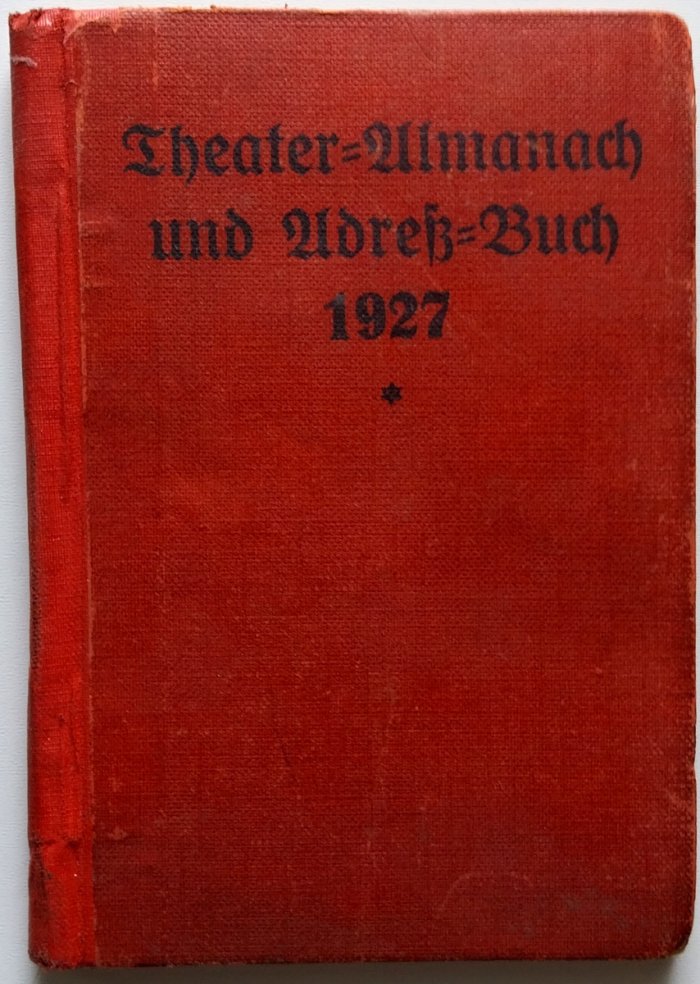 Theater=Almanach
und Adreß=Buch
1927